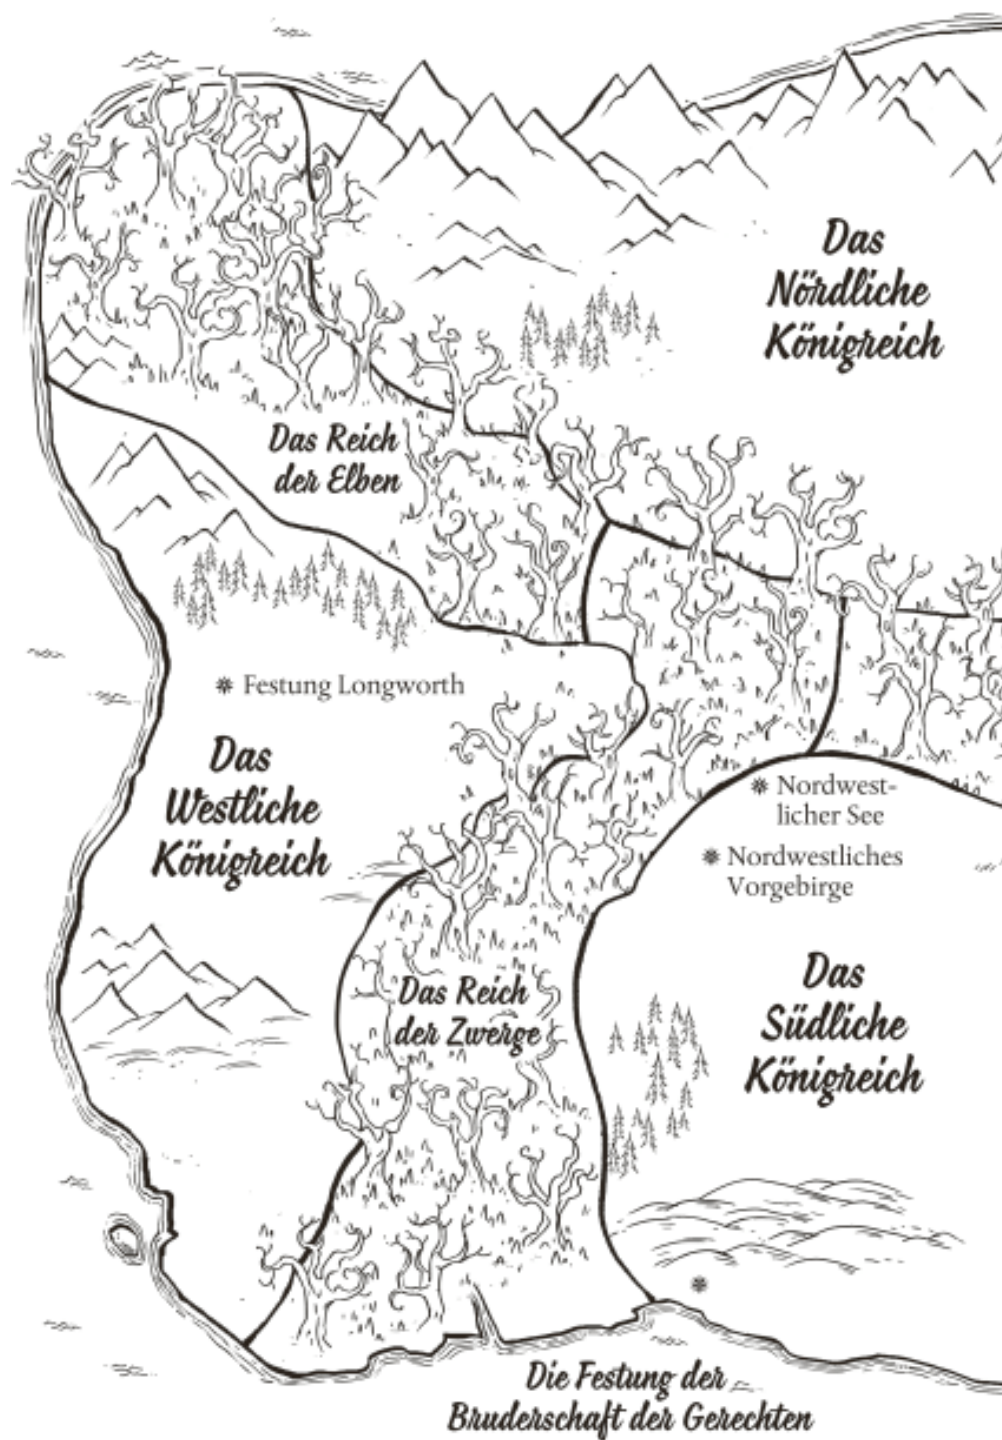 Das
Nördliche
Königreich
Das Reich
der Elben
Festung Longworth
Das
Westliche
Königreich
Nordwest-
licher See
Nordwestliches
Vorgebirge
Das
Südliche
Königreich
Das Reich
der Zwerge
Die Festung der
Bruderschaft der Gerechten